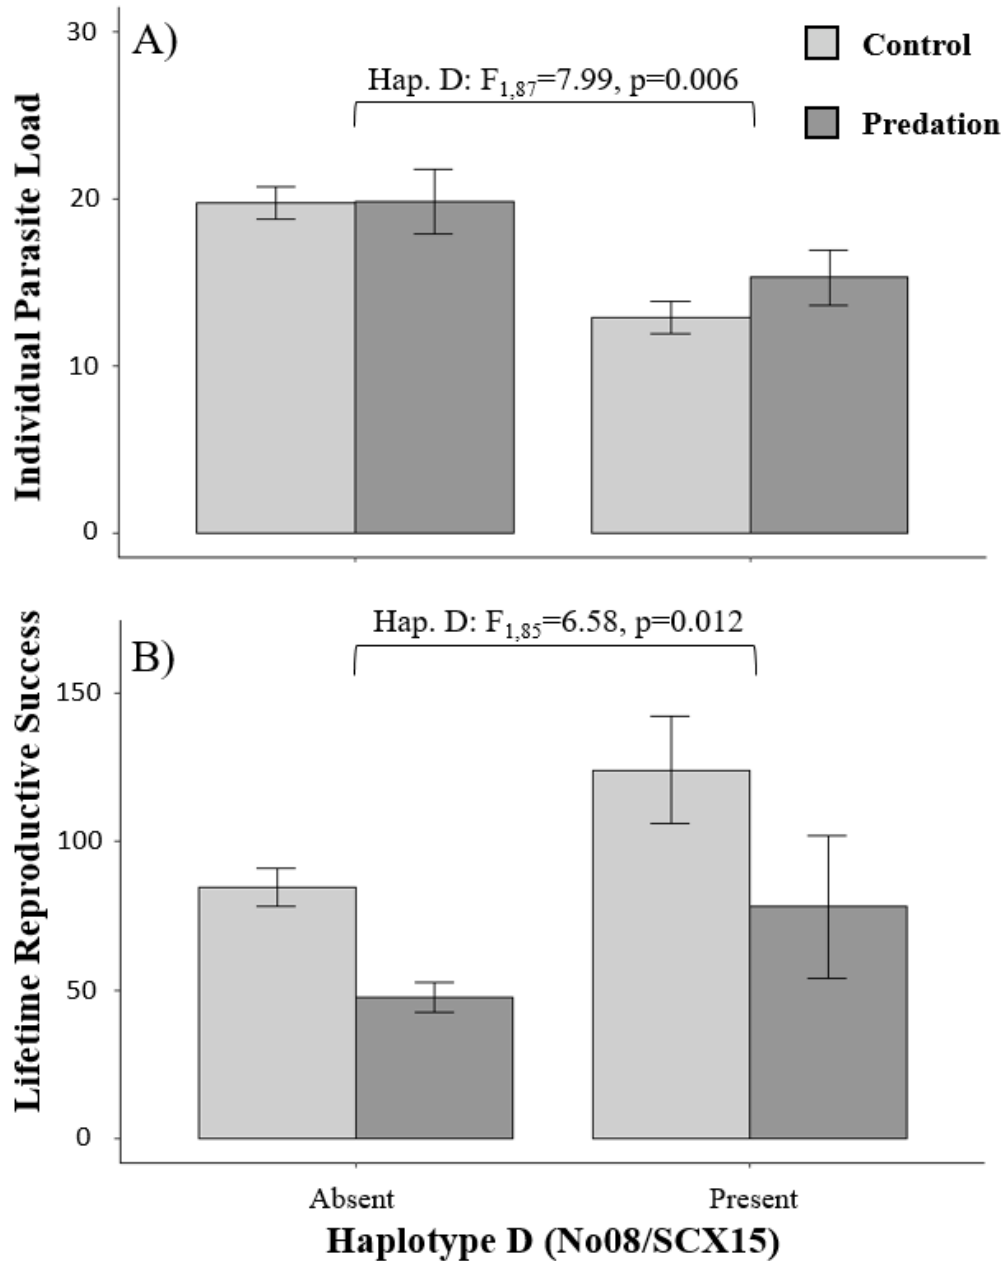 A)
Control
Predation
Hap. D: F1,87=7.99, p=0.006
Individual Parasite Load
30
20
10
0
B)
Hap. D: F1,85=6.58, p=0.012
Lifetime Reproductive Success
150
100
50
0
Absent Present
Haplotype D (No08/SCX15)